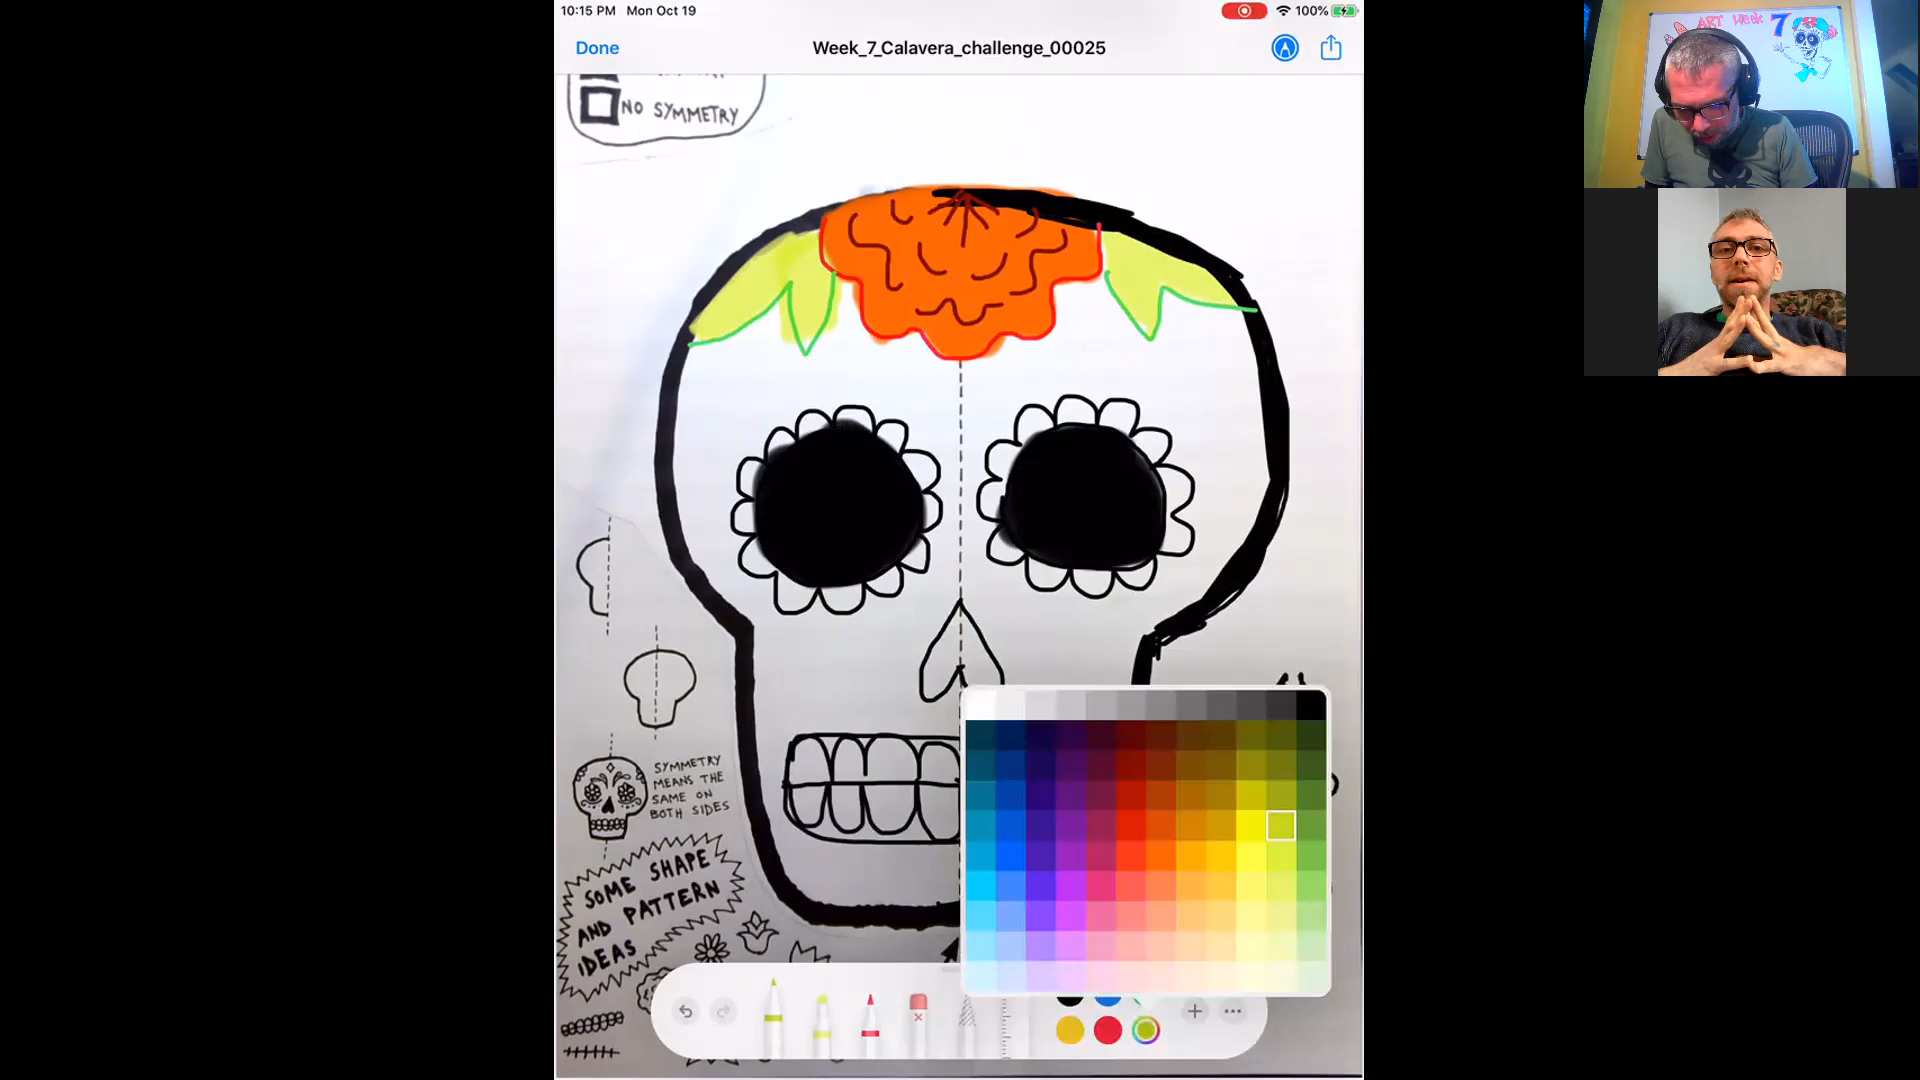 10:15 PM Mon Oct 19
100%
Done
Week_7_Calavera_challenge_00025
NO SYMMETRY
SYMMETRY
MEANS THE
SAME ON
BOTH SIDES
SOME SHAPE
AND PATTERN
IDEAS
ART Week 7